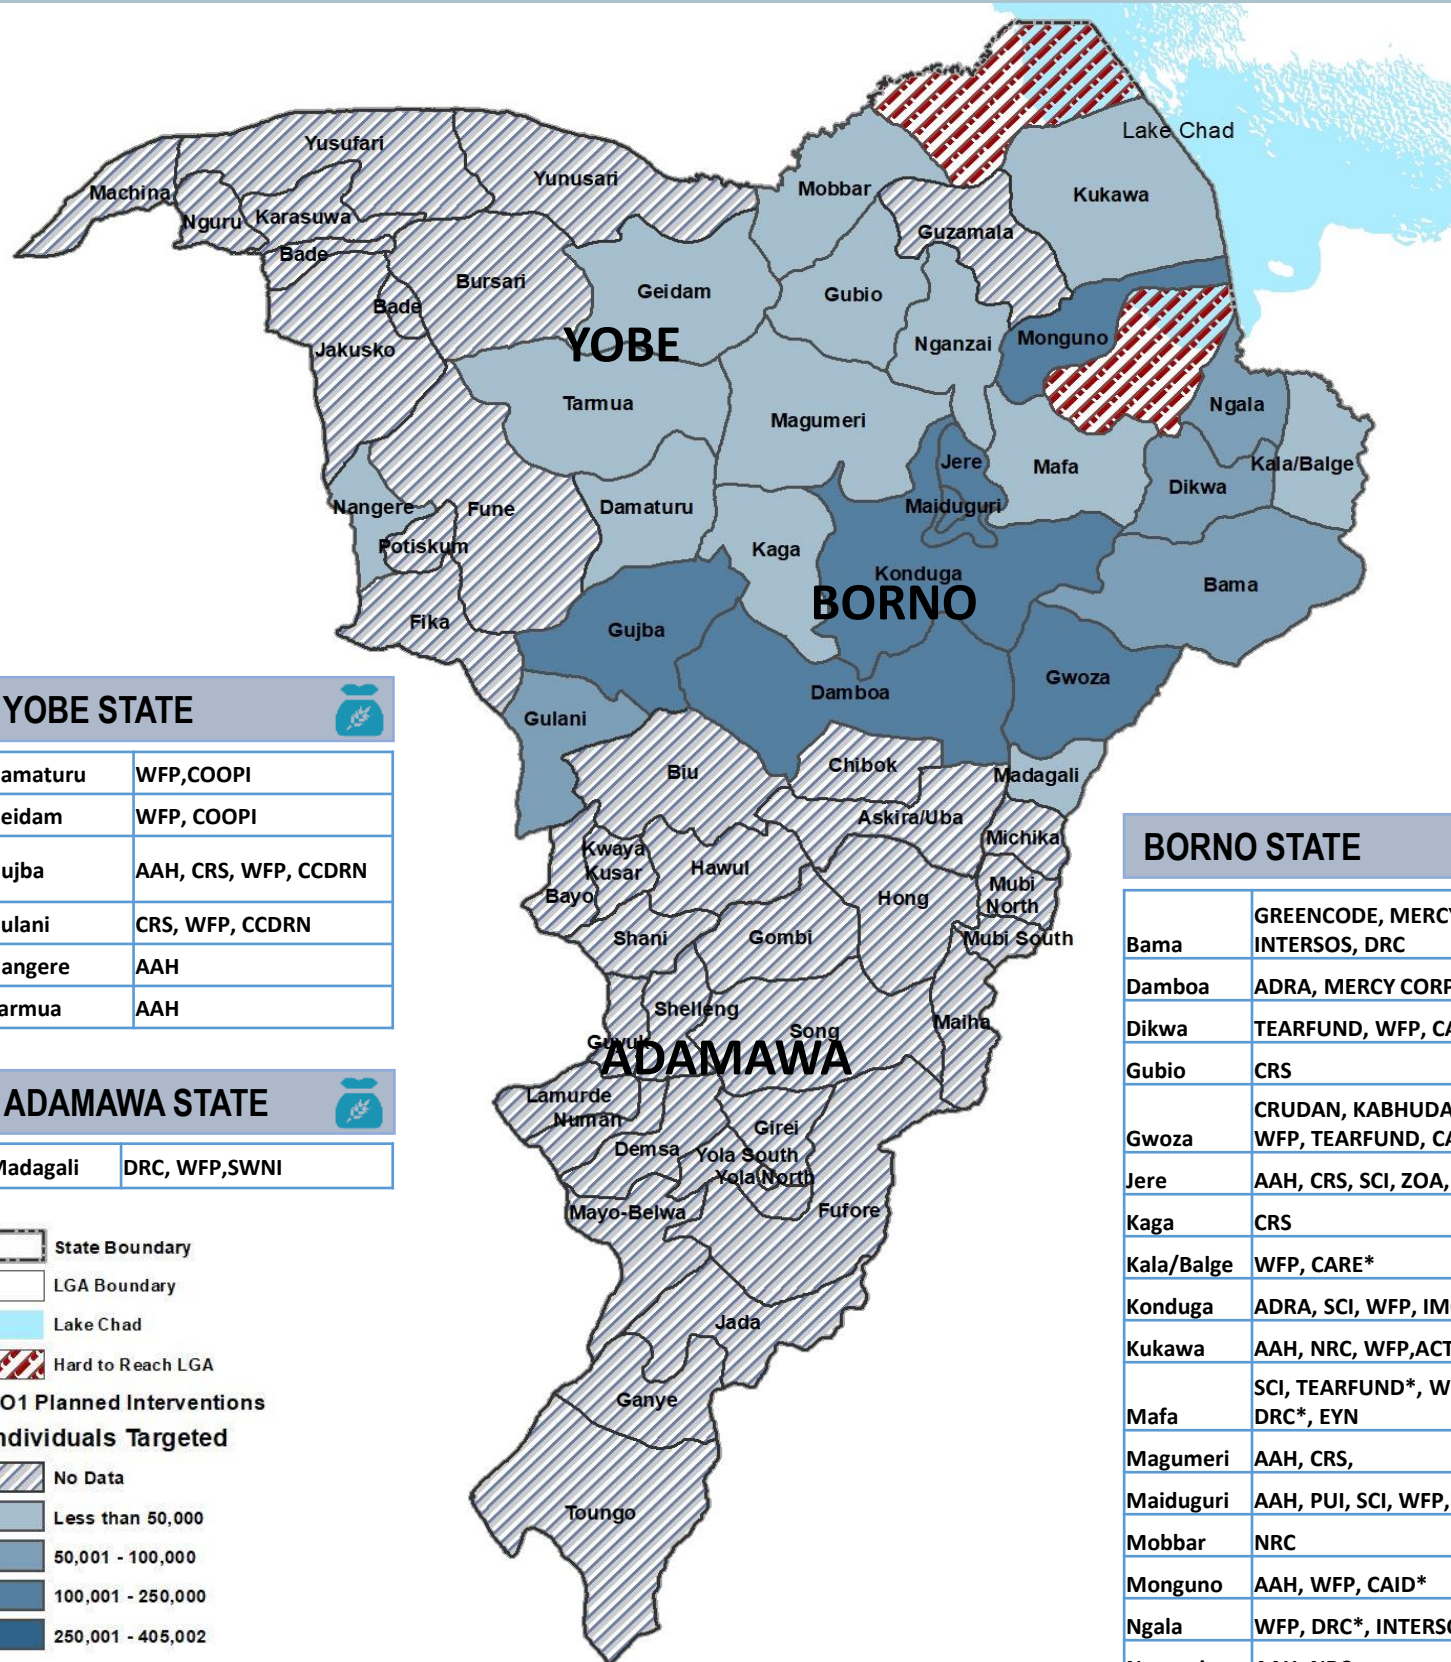 Lake Chad
Yusufari
Machina
Yunusari
Mobbar
Kukawa
Nguru
Karasuwa
Guzamala
Bade
Bursari
Geidam
Gubio
Bade
YOBE
Nganzai
Monguno
Jakusko
Tarmua
Magumeri
Ngala
Jere
Mafa
Kala/Balge
Dikwa
Nangere
Fune
Damaturu
Maiduguri
Potiskum
Kaga
Konduga
BORNO
Bama
Fika
Gujba
Gwoza
Damboa
Gulani
Biu
Chibok
Madagali
Askira/Uba
Michika
Kwaya
Kusar
Hawul
Bayo
Hong
Mubi
North
Shani
Gombi
Mubi South
Shelleng
Song
Maiha
Guyuk
ADAMAWA
Lamurde
Numan
Girei
Demsa
Yola South
Yola North
Mayo-Belwa
Fufore
Jada
Ganye
Toungo
YOBE STATE
amaturu WFP,COOPI
eidam WFP, COOPI
ujba AAH, CRS, WFP, CCDRN
ulani CRS, WFP, CCDRN
angere AAH
armua AAH
ADAMAWA STATE
Madagali DRC, WFP,SWNI
State Boundary
LGA Boundary
Lake Chad
Hard to Reach LGA
O1 Planned Interventions
ndividuals Targeted
No Data
Less than 50,000
50,001 - 100,000
100,001 - 250,000
250,001 - 405,002
BORNO STATE
GREENCODE, MERCY
Bama INTERSOS, DRC
Damboa ADRA, MERCY CORP
Dikwa TEARFUND, WFP, CA
Gubio CRS
CRUDAN, KABHUDA
Gwoza WFP, TEARFUND, CA
Jere AAH, CRS, SCI, ZOA,
Kaga CRS
Kala/Balge WFP, CARE*
Konduga ADRA, SCI, WFP, IM
Kukawa AAH, NRC, WFP,ACT
SCI, TEARFUND*, W
Mafa DRC*, EYN
Magumeri AAH, CRS,
Maiduguri AAH, PUI, SCI, WFP,
Mobbar NRC
Monguno AAH, WFP, CAID*
Ngala WFP, DRC*, INTERSO